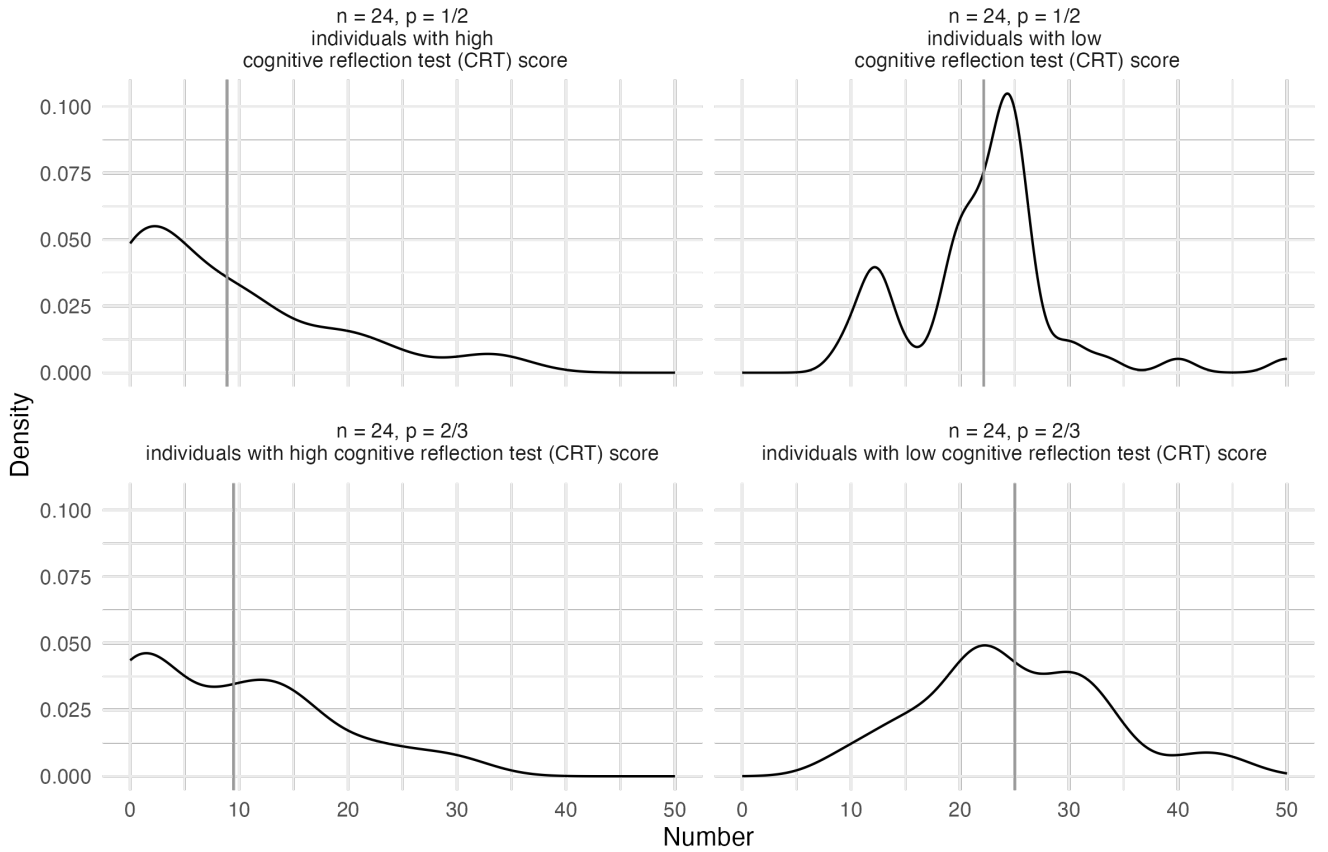 n = 24, p = 1/2
individuals with high
cognitive reflection test (CRT) score
n = 24, p = 1/2
individuals with low
cognitive reflection test (CRT) score
0.100
0.075
0.050
0.025
0.000
Density
n = 24, p = 2/3
individuals with high cognitive reflection test (CRT) score
n = 24, p = 2/3
individuals with low cognitive reflection test (CRT) score
0.100
0.075
0.050
0.025
0.000
0 10 20 30 40 50
0 10 20 30 40 50
Number